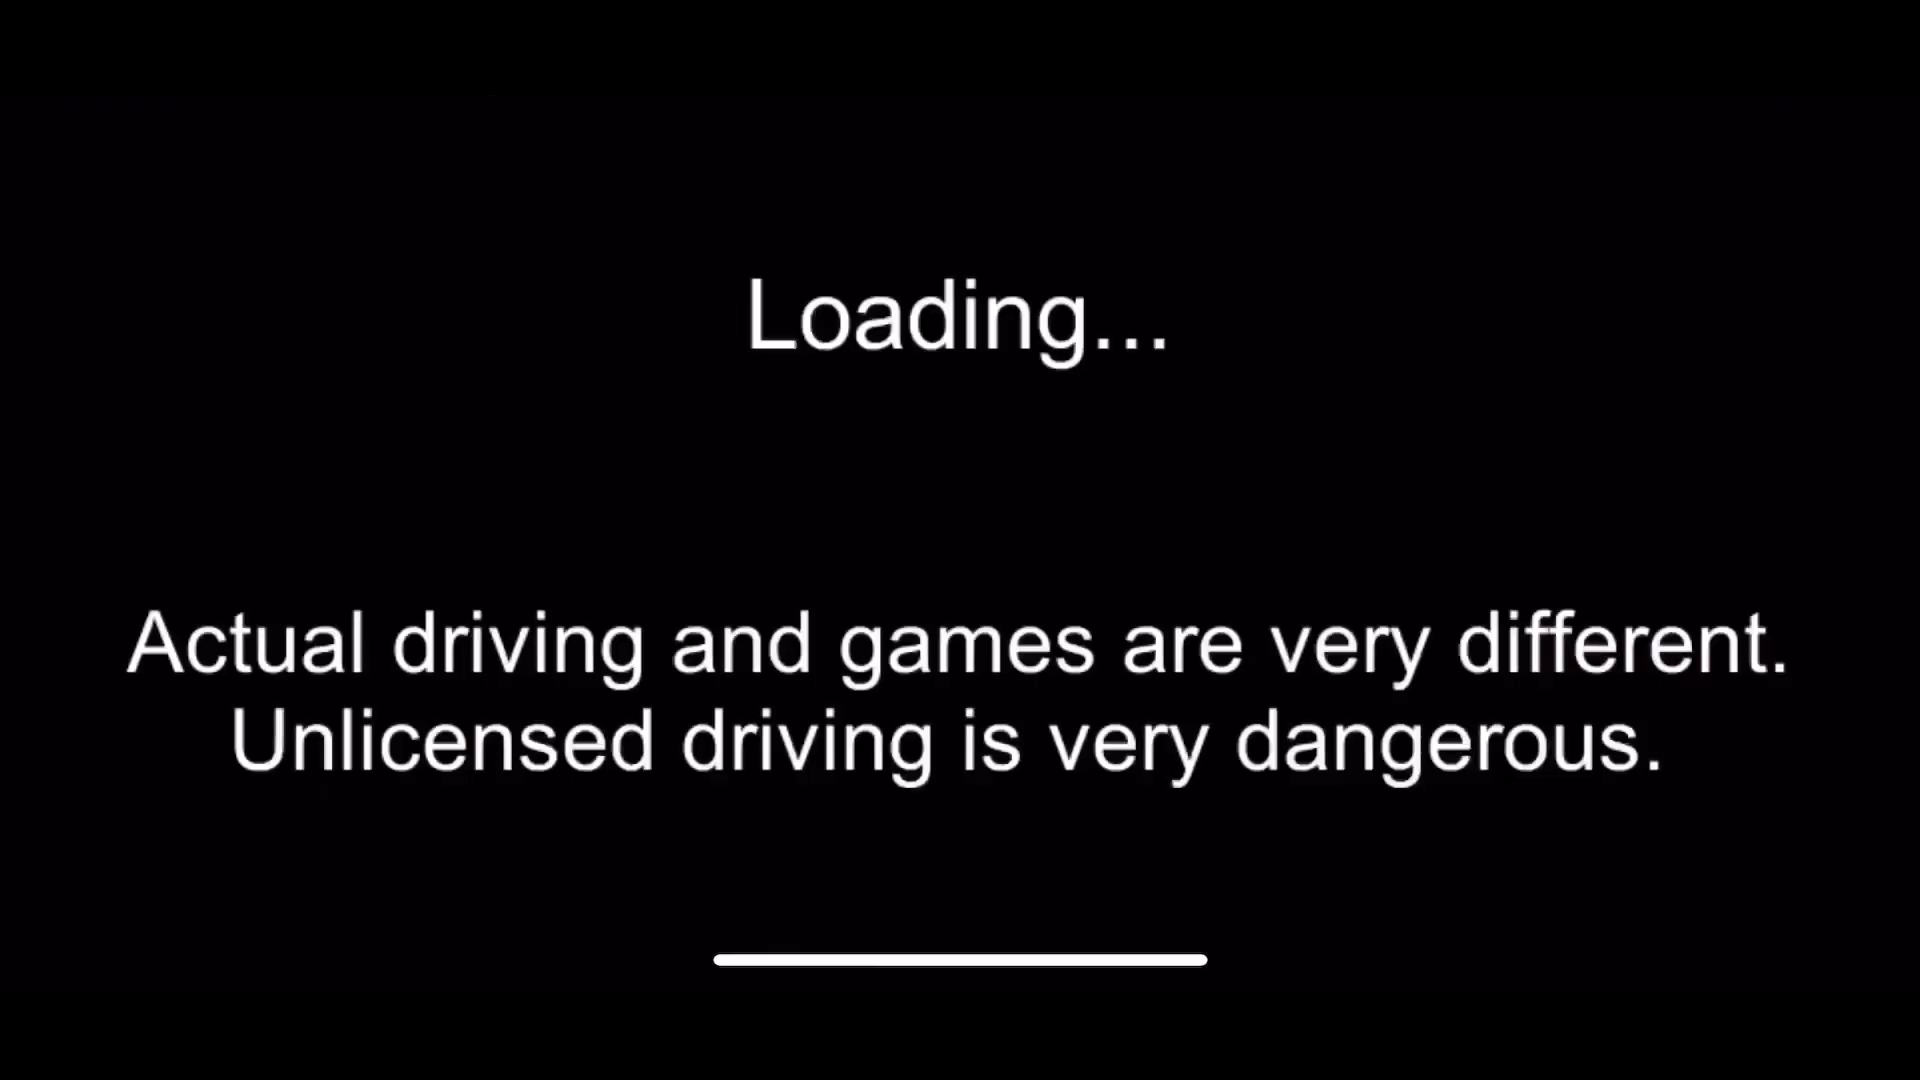 Loading...
Actual driving and games are very different.
Unlicensed driving is very dangerous.